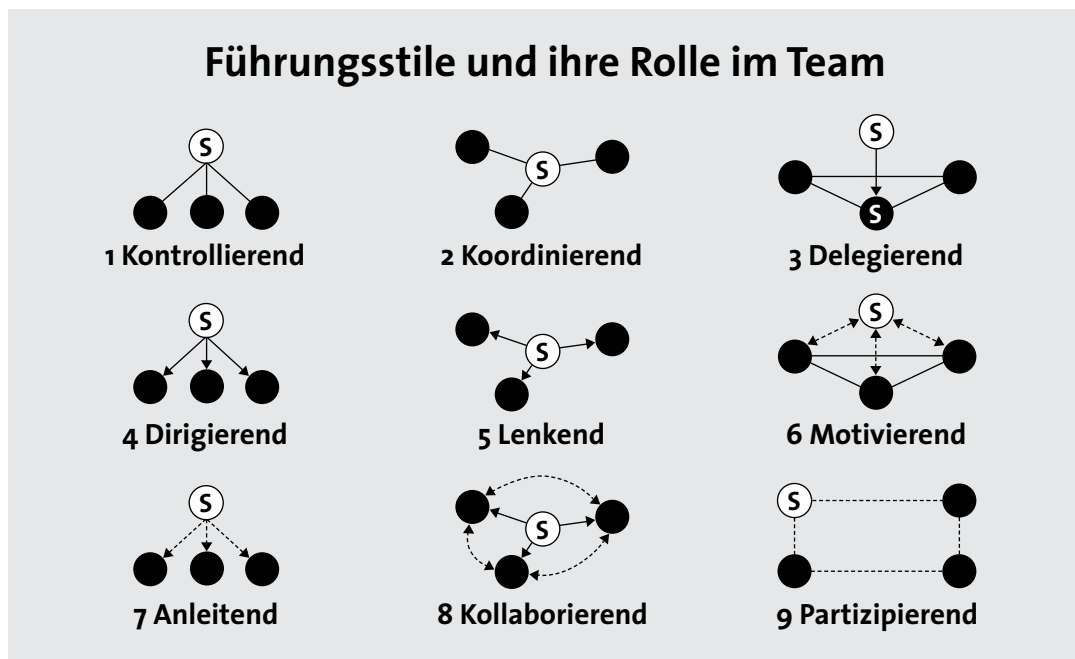 Führungsstile und ihre Rolle im Team
S
S
S
S
1 Kontrollierend
2 Koordinierend
3 Delegierend
S
S
S
4 Dirigierend
5 Lenkend
6 Motivierend
S
S
S
7 Anleitend
8 Kollaborierend
9 Partizipierend